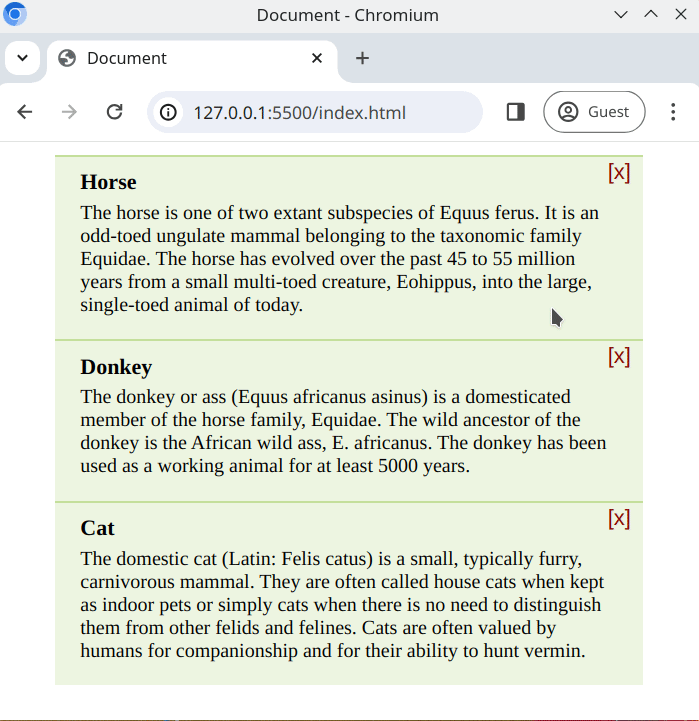 Document - Chromium
Document
127.0.0.1:5500/index.html
Guest
Horse
[x]
The horse is one of two extant subspecies of Equus ferus. It is an
odd-toed ungulate mammal belonging to the taxonomic family
Equidae. The horse has evolved over the past 45 to 55 million
years from a small multi-toed creature, Eohippus, into the large,
single-toed animal of today.
Donkey
[x]
The donkey or ass (Equus africanus asinus) is a domesticated
member of the horse family, Equidae. The wild ancestor of the
donkey is the African wild ass, E. africanus. The donkey has been
used as a working animal for at least 5000 years.
Cat
[x]
The domestic cat (Latin: Felis catus) is a small, typically furry,
carnivorous mammal. They are often called house cats when kept
as indoor pets or simply cats when there is no need to distinguish
them from other felids and felines. Cats are often valued by
humans for companionship and for their ability to hunt vermin.